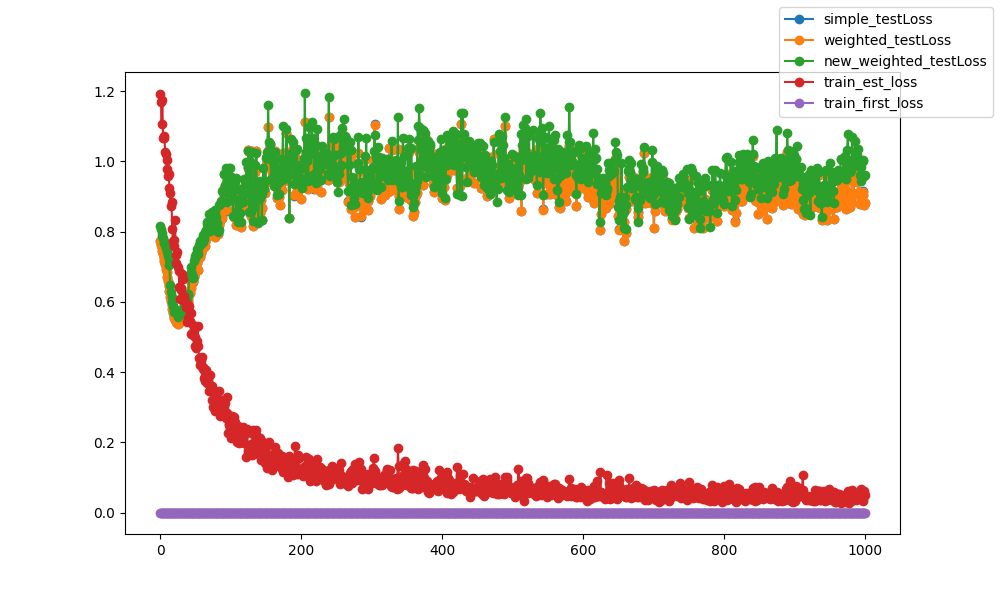 simple_testLoss
weighted_testLoss
new_weighted_testLoss
train_est_loss
train_first_loss
1.2
1.0
0.8
0.6
0.4
0.2
0.0
0 200 400 600 800 1000